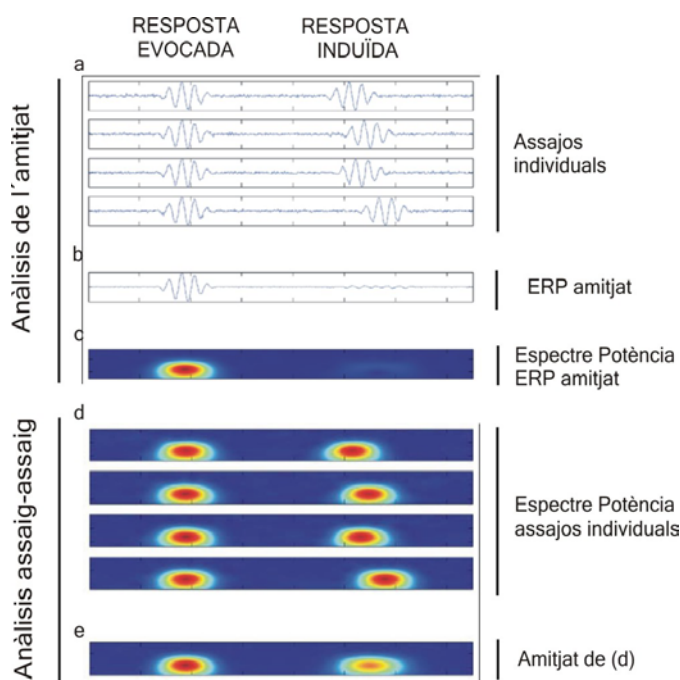 RESPOSTA
EVOCADA
RESPOSTA
INDUÏDA
Anàlisis de l´amitjat
a
Assajos
individuals
b
ERP amitjat
c
Espectre Potència
ERP amitjat
Anàlisis assaig-assaig
d
Espectre Potència
assajos individuals
e
Amitjat de (d)